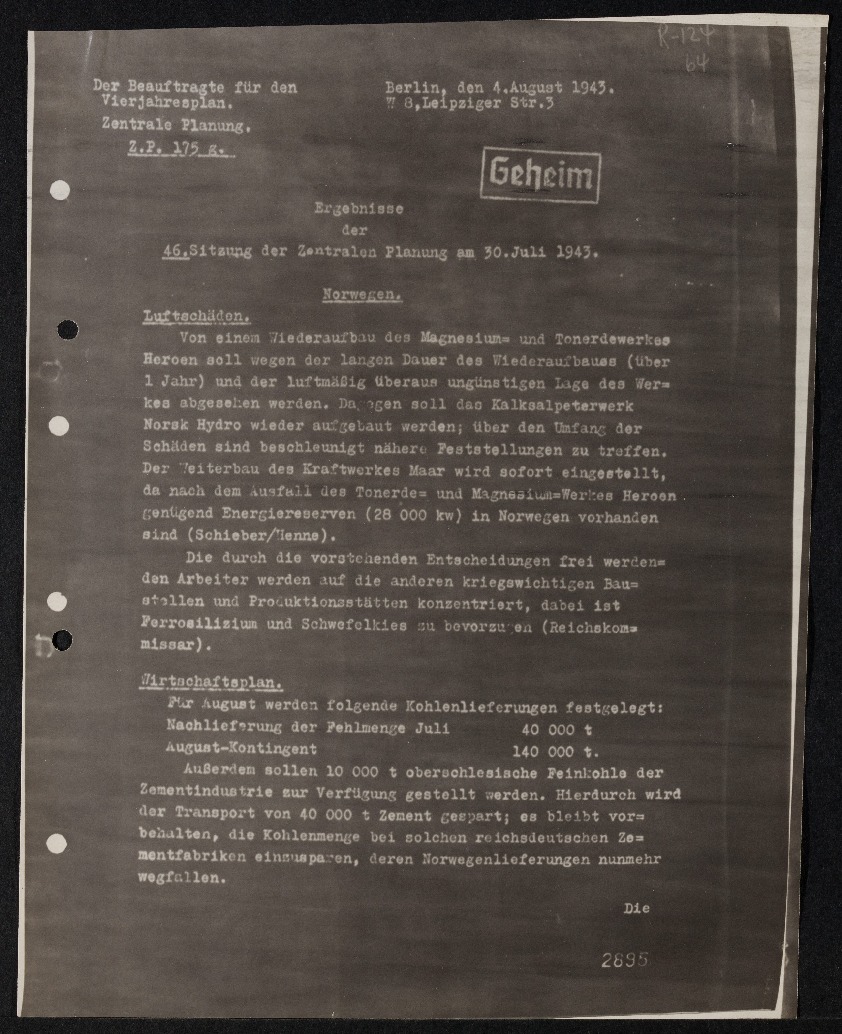 R-124
64
Der Beauftragte für den
Vierjahresplan.
Zentrale Planung.
Z.P. 175 g.
Berlin, den 4.August 1943.
W 8,Leipziger Str.3
Geheim
Ergebnisse
der
46.Sitzung der Zentralen Planung am 30.Juli 1943.
Norwegen.
Luftschäden.
Von einem Wiederaufbau des Magnesium= und Tonerdewerkes
Heroen soll wegen der langen Dauer des Wiederaufbaues (über
1 Jahr) und der luftmäßig überaus ungünstigen Lage des Wer=
kes abgesehen werden. Dagegen soll das Kalksalpeterwerk
Norsk Hydro wieder aufgebaut werden; über den Umfang der
Schäden sind beschleunigt nähere Feststellungen zu treffen.
Der Weiterbau des Kraftwerkes Maar wird sofort eingestellt,
da nach dem Ausfall des Tonerde= und Magnesium=Werkes Heroen
genügend Energiereserven (28 000 kw) in Norwegen vorhanden
sind (Schieber/Henne).
Die durch die vorstehenden Entscheidungen frei werden=
den Arbeiter werden auf die anderen kriegswichtigen Bau=
stellen und Produktionsstätten konzentriert, dabei ist
Ferrosilizium und Schwefelkies zu bevorzugen (Reichskom=
missar).
Wirtschaftsplan.
Für August werden folgende Kohlenlieferungen festgelegt:
Nachlieferung der Fehlmenge Juli 40 000 t
August-Kontingent 140 000 t.
Außerdem sollen 10 000 t oberschlesische Feinkohle der
Zementindustrie zur Verfügung gestellt werden. Hierdurch wird
der Transport von 40 000 t Zement gespart; es bleibt vor=
behalten, die Kohlenmenge bei solchen reichsdeutschen Ze=
mentfabriken einzusparen, deren Norwegenlieferungen nunmehr
wegfallen.
Die
2895